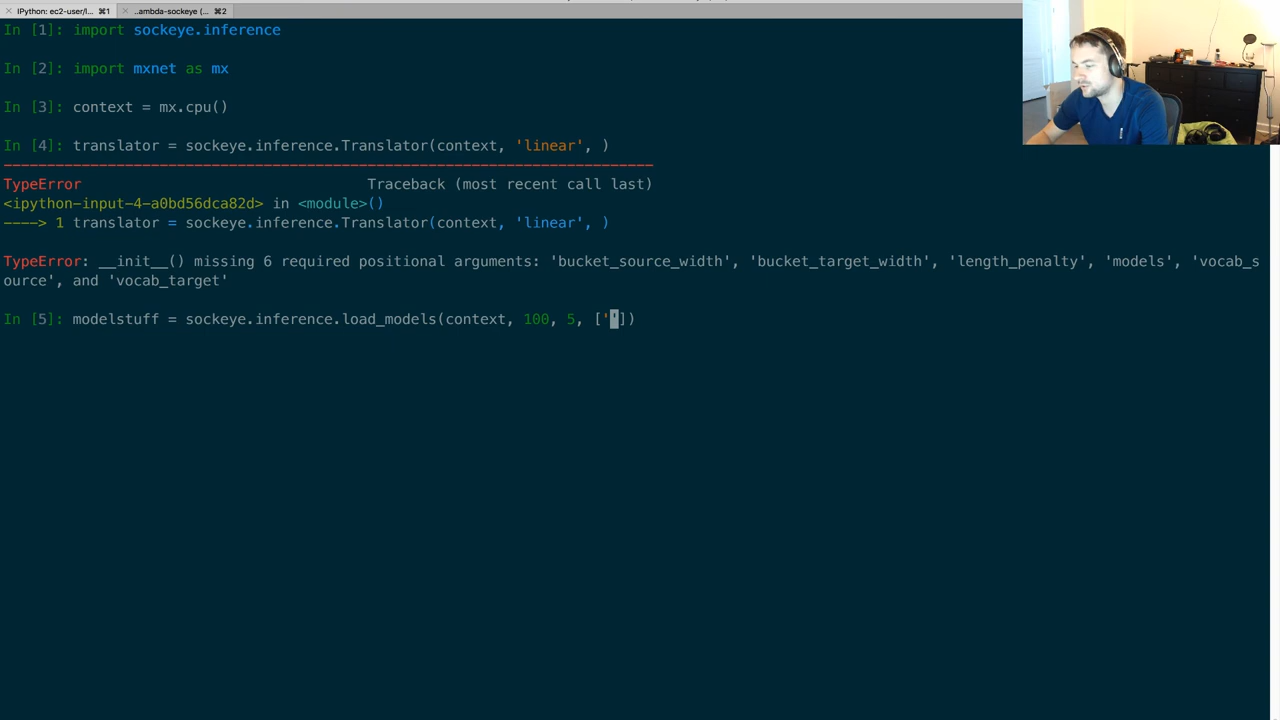 IPython: ec2-user/l... ⌘1
..ambda-sockeye (... ⌘2
In [1]: import sockeye.inference
In [2]: import mxnet as mx
In [3]: context = mx.cpu()
In [4]: translator = sockeye.inference.Translator(context, 'linear', )
---------------------------------------------------------------------------
TypeError                                 Traceback (most recent call last)
<ipython-input-4-a0bd56dca82d> in <module>()
----> 1 translator = sockeye.inference.Translator(context, 'linear', )
TypeError: __init__() missing 6 required positional arguments: 'bucket_source_width', 'bucket_target_width', 'length_penalty', 'models', 'vocab_s
ource', and 'vocab_target'
In [5]: modelstuff = sockeye.inference.load_models(context, 100, 5, [''])